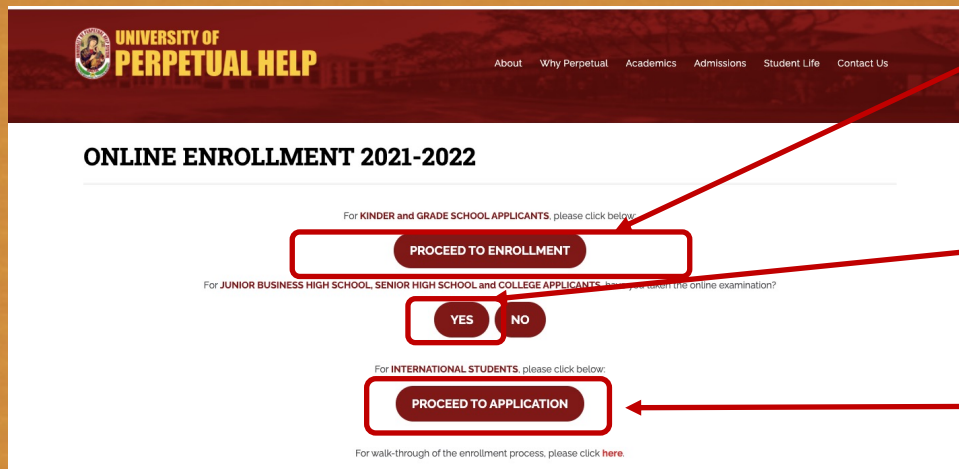 UNIVERSITY OF
PERPETUAL HELP
About Why Perpetual Academics Admissions Student Life Contact Us
ONLINE ENROLLMENT 2021-2022
For KINDER and GRADE SCHOOL APPLICANTS, please click below:
PROCEED TO ENROLLMENT
For JUNIOR BUSINESS HIGH SCHOOL, SENIOR HIGH SCHOOL and COLLEGE APPLICANTS, have you taken the online examination?
YES NO
For INTERNATIONAL STUDENTS, please click below:
PROCEED TO APPLICATION
For walk-through of the enrollment process, please click here.